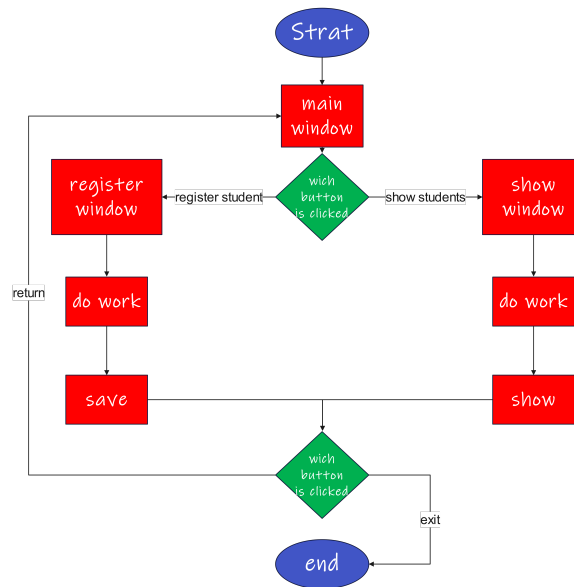 Strat
main
window
wich
button
is clicked
register
window
register student
show students
show
window
do work
do work
return
save
show
wich
button
is clicked
exit
end